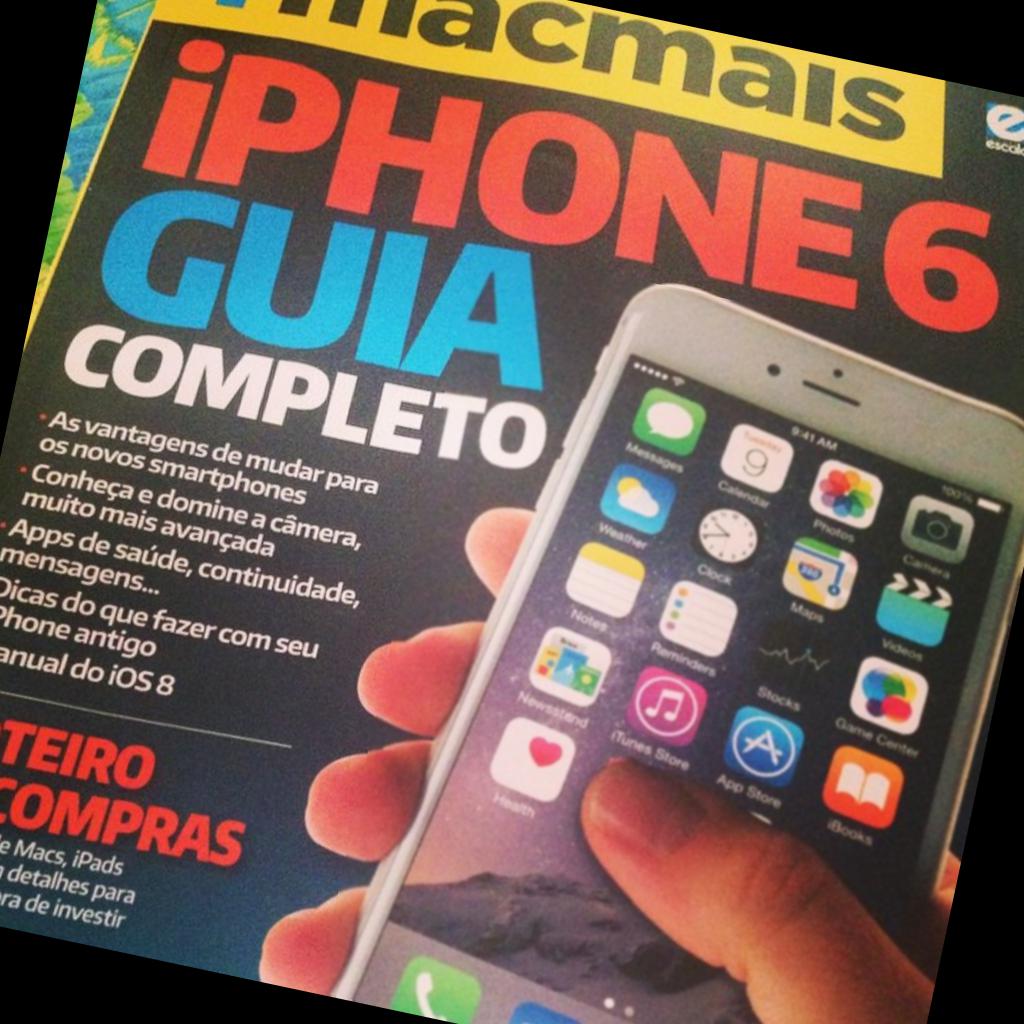 macmais
escala
iPHONE 6
GUIA
COMPLETO
• As vantagens de mudar para
os novos smartphones
• Conheça e domine a câmera,
muito mais avançada
• Apps de saúde, continuidade,
mensagens...
Dicas do que fazer com seu
Phone antigo
anual do iOS 8
TEIRO
COMPRAS
e Macs, iPads
detalhes para
ra de investir
9:41 AM
100%
Messages
Tuesday
9
Calendar
Photos
Camera
Weather
Clock
280
Maps
Videos
Notes
Reminders
Stocks
Game Center
Newsstand
iTunes Store
App Store
iBooks
Health